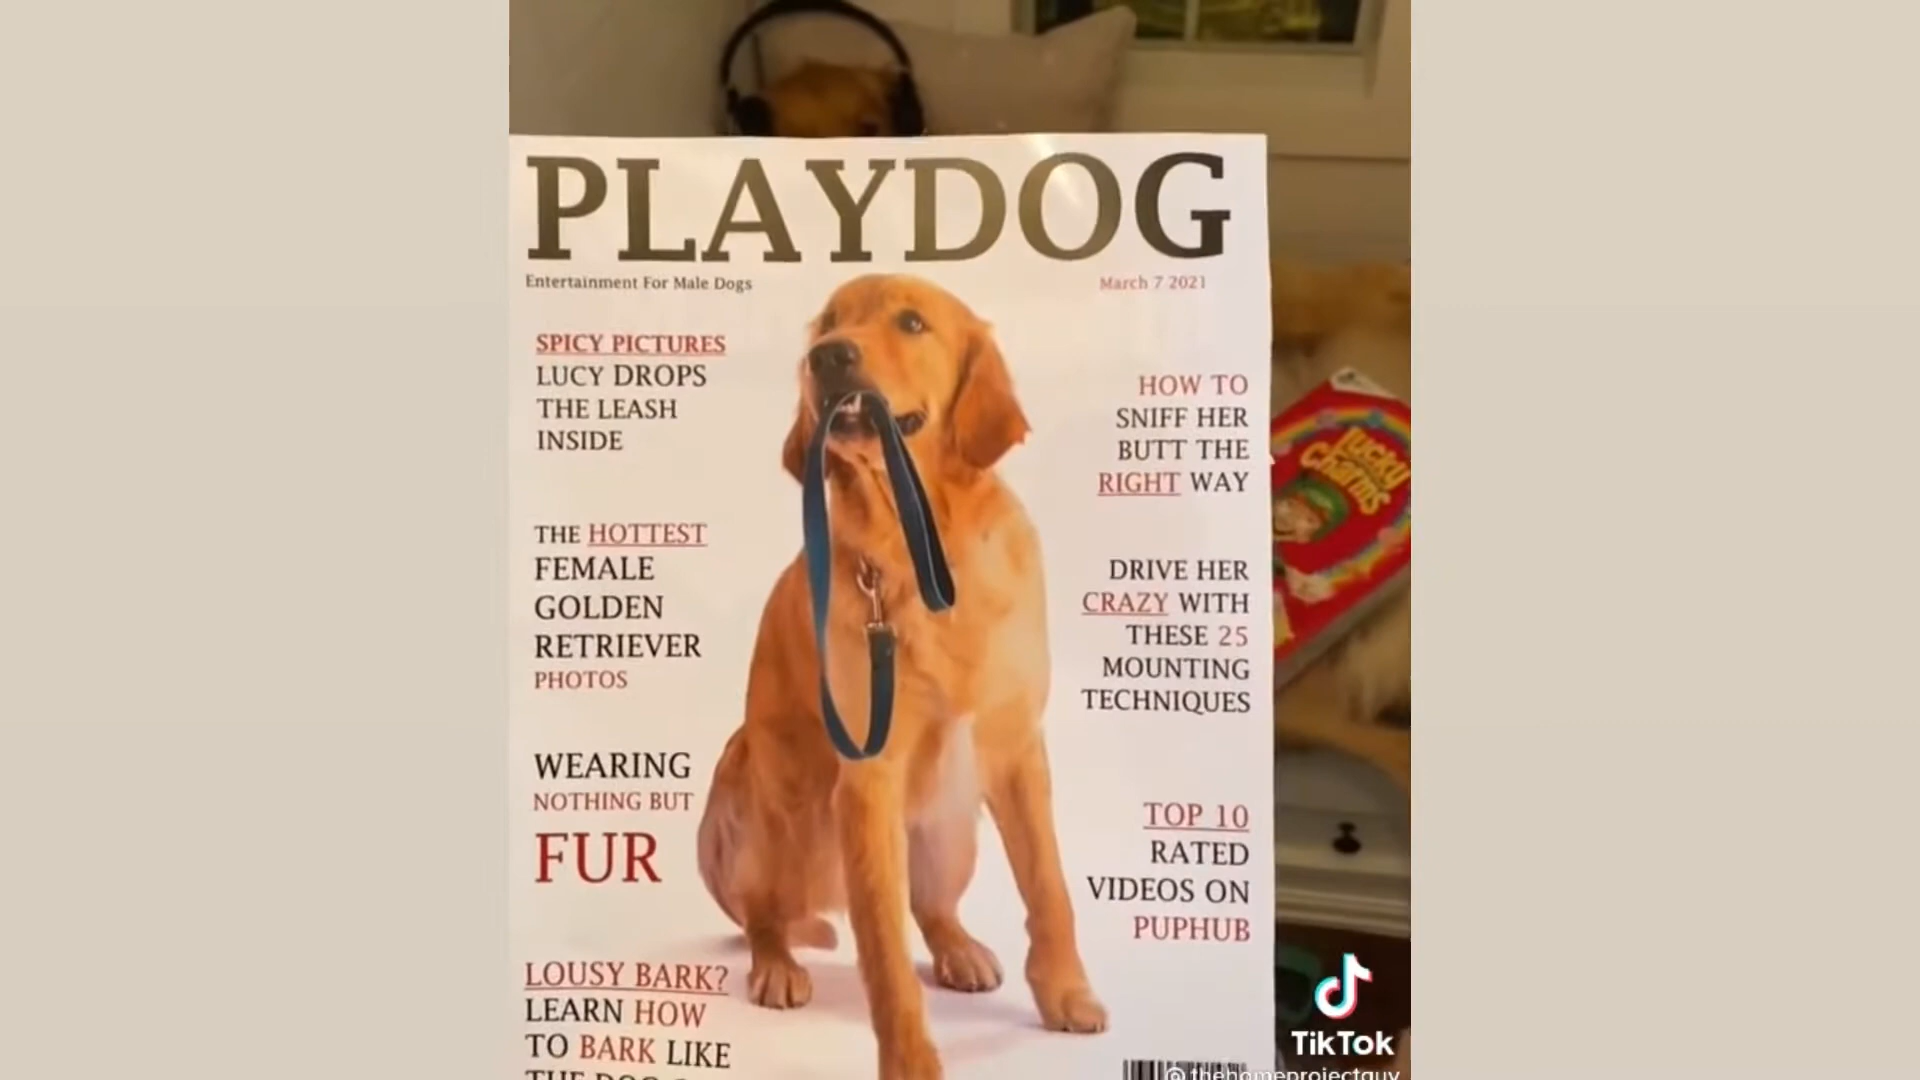 PLAYDOG
Entertainment For Male Dogs
March 7 2021
SPICY PICTURES
LUCY DROPS
THE LEASH
INSIDE
THE HOTTEST
FEMALE
GOLDEN
RETRIEVER
PHOTOS
WEARING
NOTHING BUT
FUR
LOUSY BARK?
LEARN HOW
TO BARK LIKE
HOW TO
SNIFF HER
BUTT THE
RIGHT WAY
DRIVE HER
CRAZY WITH
THESE 25
MOUNTING
TECHNIQUES
TOP 10
RATED
VIDEOS ON
PUPHUB
Lucky
Charms
TikTok
@thehomeprojectguy